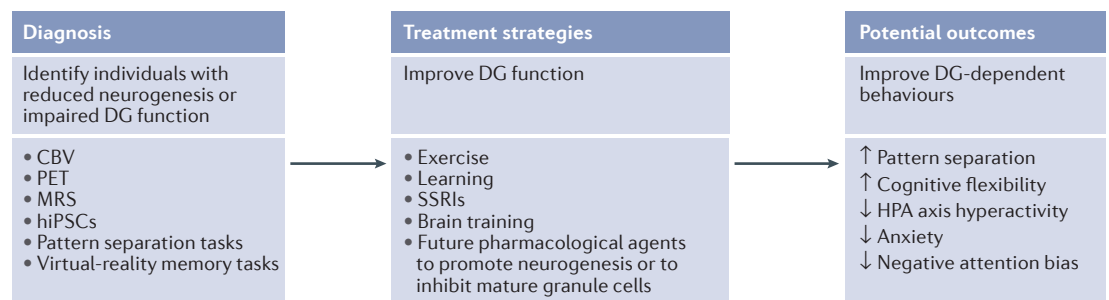 Diagnosis
Identify individuals with
reduced neurogenesis or
impaired DG function
• CBV
• PET
• MRS
• hiPSCs
• Pattern separation tasks
• Virtual-reality memory tasks
Treatment strategies
Improve DG function
• Exercise
• Learning
• SSRIs
• Brain training
• Future pharmacological agents
to promote neurogenesis or to
inhibit mature granule cells
Potential outcomes
Improve DG-dependent
behaviours
↑ Pattern separation
↑ Cognitive flexibility
↓ HPA axis hyperactivity
↓ Anxiety
↓ Negative attention bias